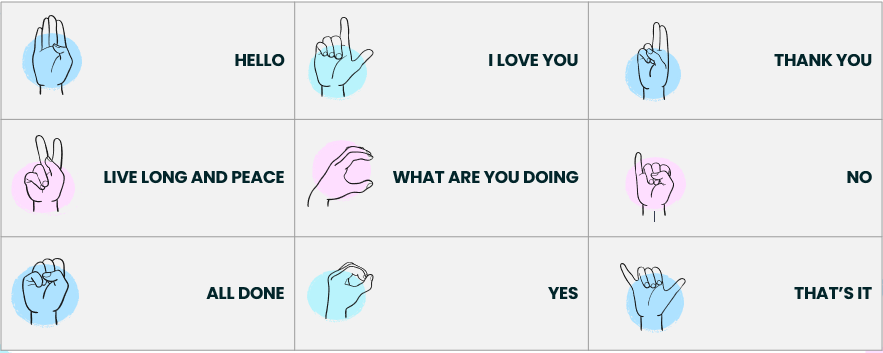 HELLO
I LOVE YOU
THANK YOU
LIVE LONG AND PEACE
WHAT ARE YOU DOING
NO
ALL DONE
YES
THAT'S IT